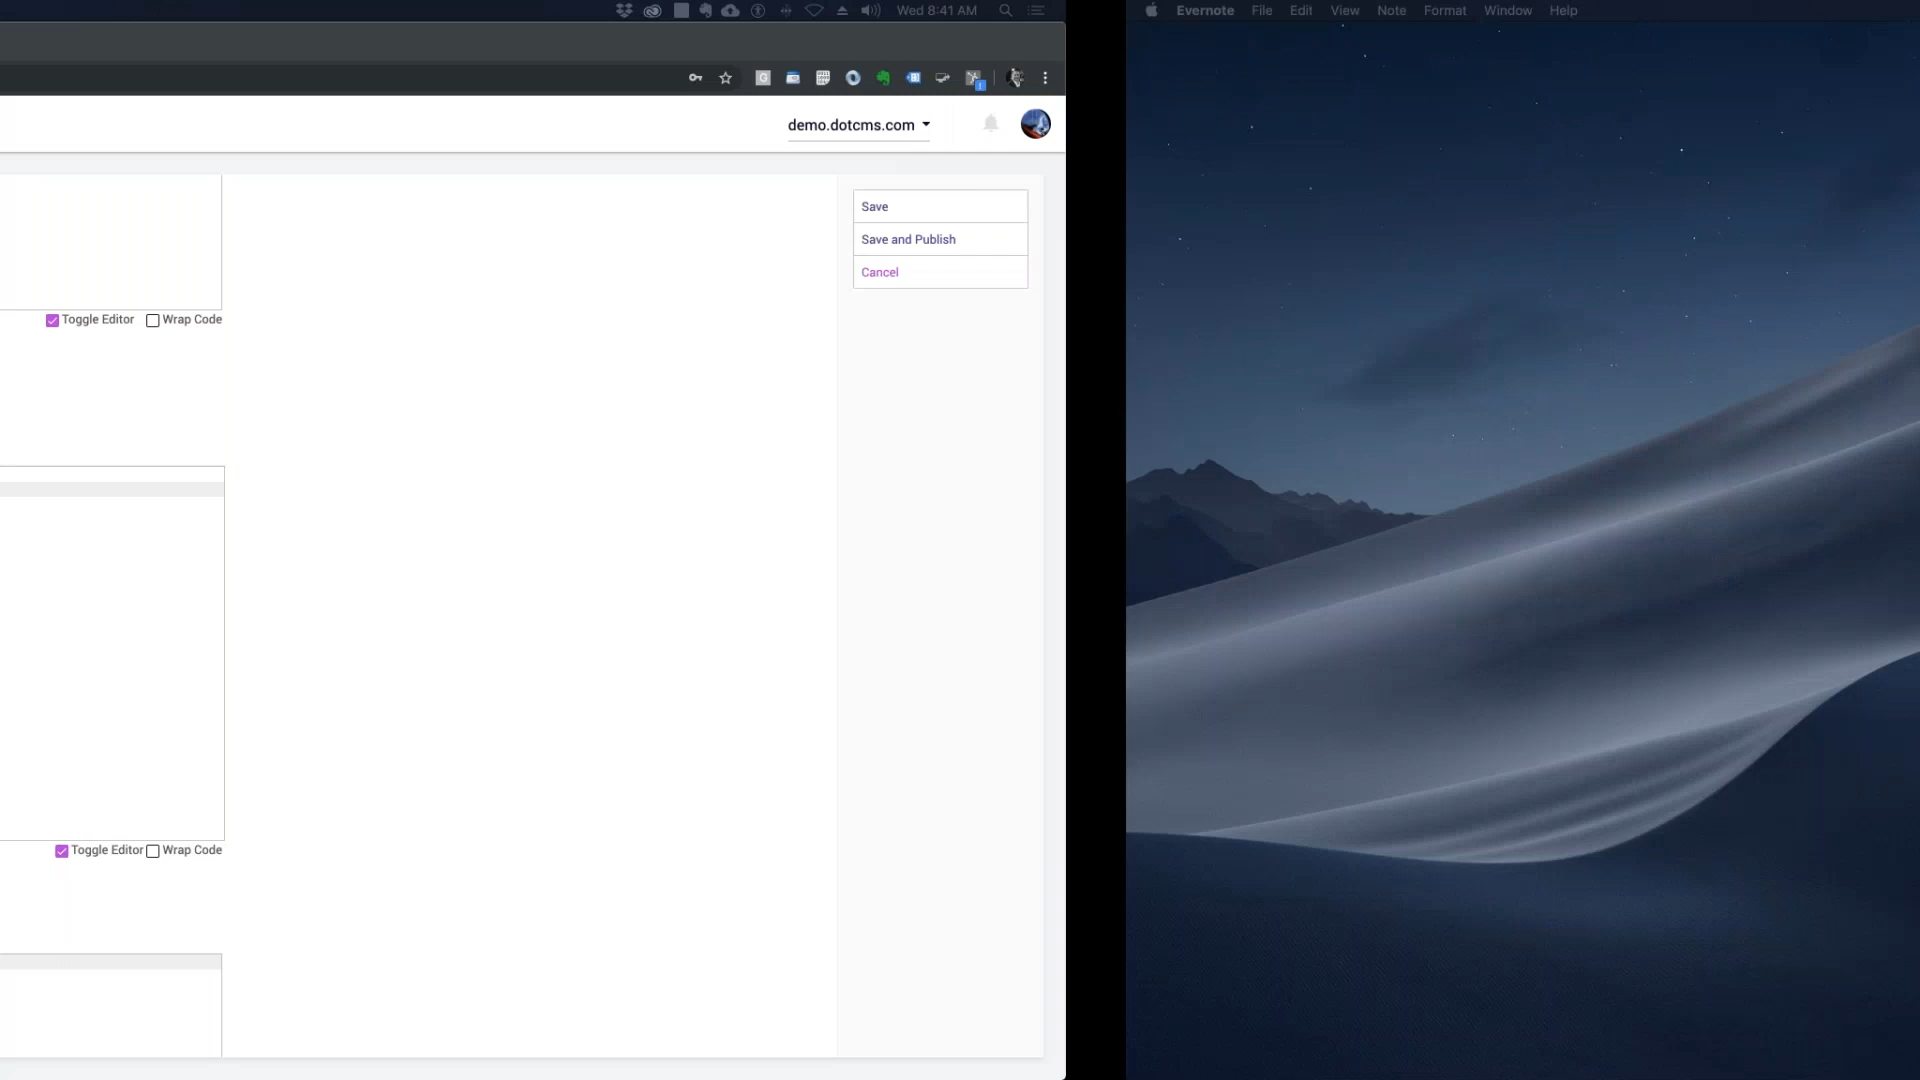 Wed 8:41 AM
Evernote File Edit View Note Format Window Help
demo.dotcms.com
Save
Save and Publish
Cancel
Toggle Editor Wrap Code
Toggle Editor Wrap Code